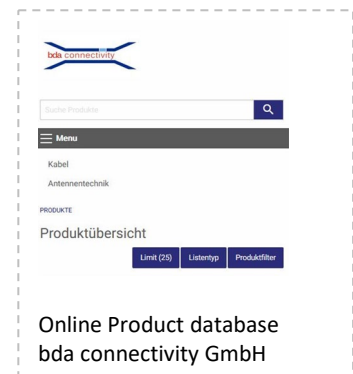 bda connectivity
Suche Produkte
Menu
Kabel
Antennentechnik
PRODUKTE
Produktübersicht
Limit (25) Listentyp Produktfilter
Online Product database
bda connectivity GmbH